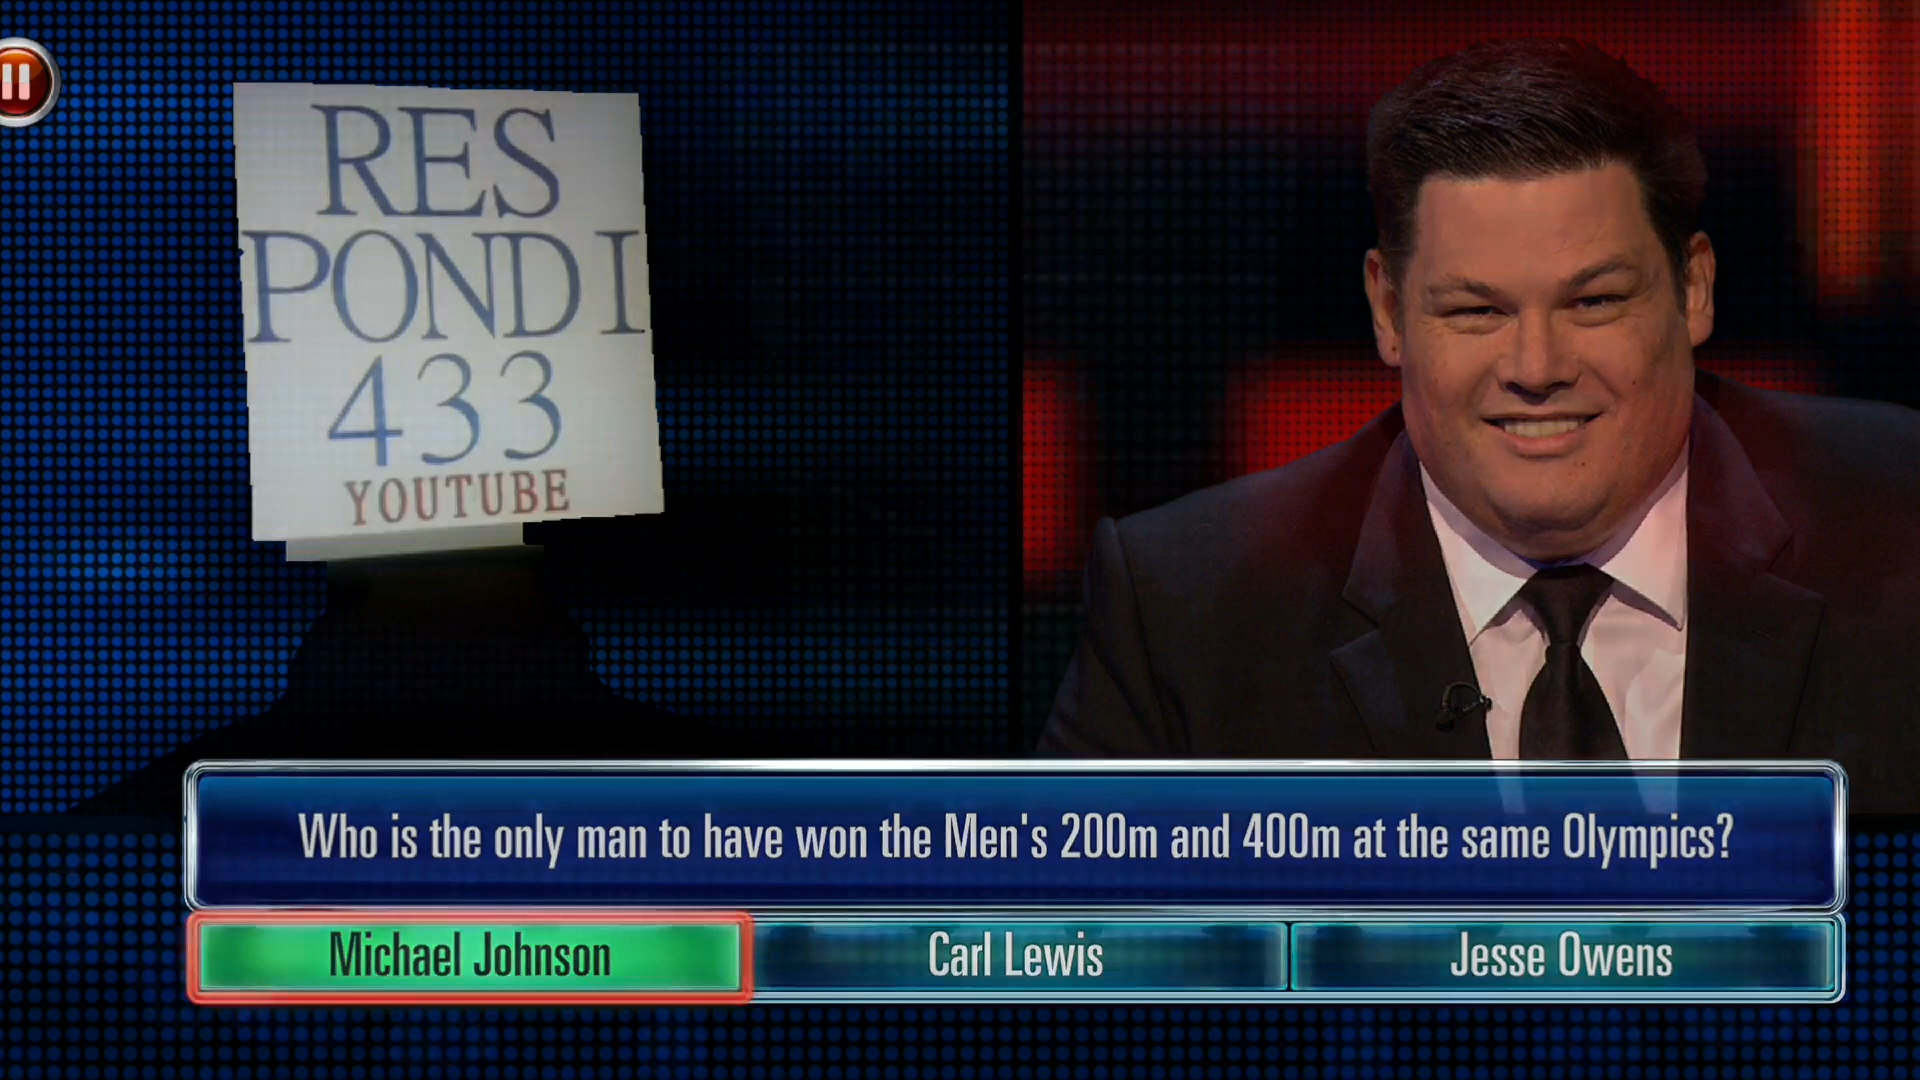 RES
POND I
433
YOUTUBE
Who is the only man to have won the Men's 200m and 400m at the same Olympics?
Michael Johnson
Carl Lewis
Jesse Owens